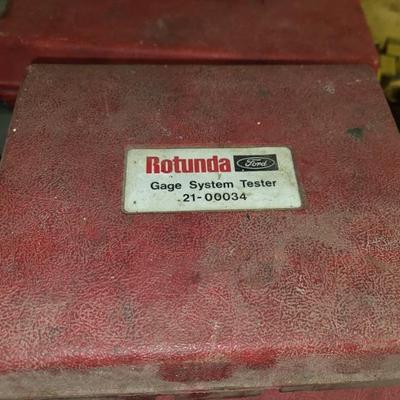 Rotunda Ford
Gage System Tester
21-00034